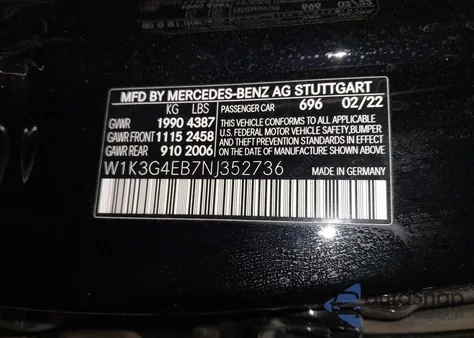 MFD BY MERCEDES-BENZ AG STUTTGART
KG LBS
GVWR 1990 4387
GAWR FRONT 1115 2458
GAWR REAR 910 2006
PASSENGER CAR 696 02/22
THIS VEHICLE CONFORMS TO ALL APPLICABLE
U.S. FEDERAL MOTOR VEHICLE SAFETY, BUMPER
AND THEFT PREVENTION STANDARDS IN EFFECT
ON THE DATE OF MANUFACTURE SHOWN ABOVE.
W1K3G4EB7NJ352736 MADE IN GERMANY
autosnap